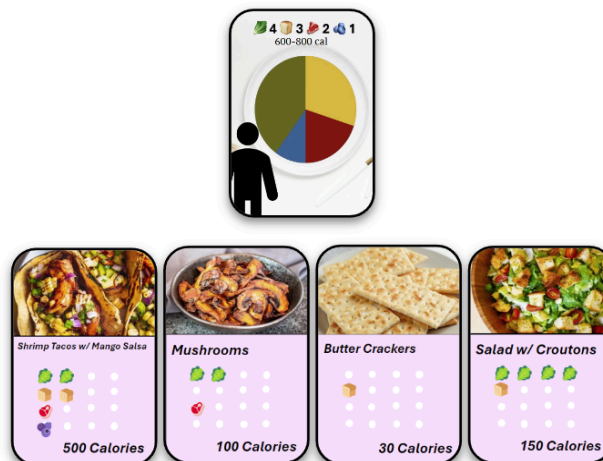 4 3 2 1
600-800 cal
Shrimp Tacos w/ Mango Salsa
500 Calories
Mushrooms
100 Calories
Butter Crackers
30 Calories
Salad w/ Croutons
150 Calories